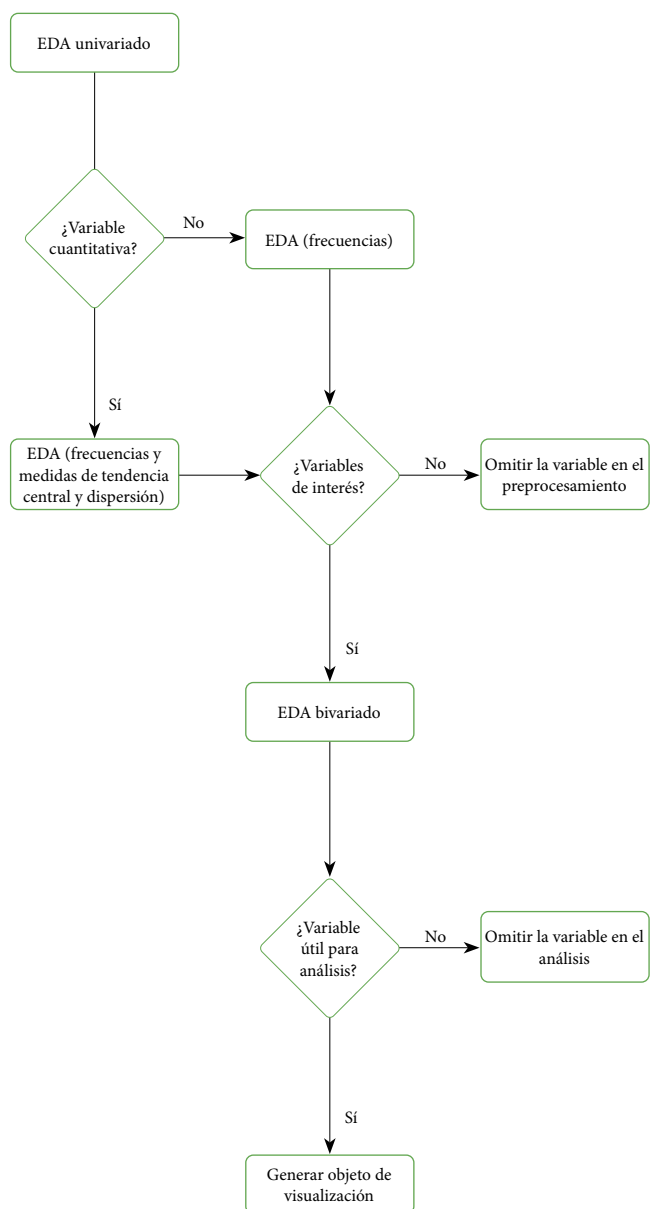 EDA univariado
¿Variable
cuantitativa?
No
EDA (frecuencias)
Sí
EDA (frecuencias y
medidas de tendencia
central y dispersión)
¿Variables
de interés?
No
Omitir la variable en el
preprocesamiento
Sí
EDA bivariado
¿Variable
útil para
análisis?
No
Omitir la variable en el
análisis
Sí
Generar objeto de
visualización